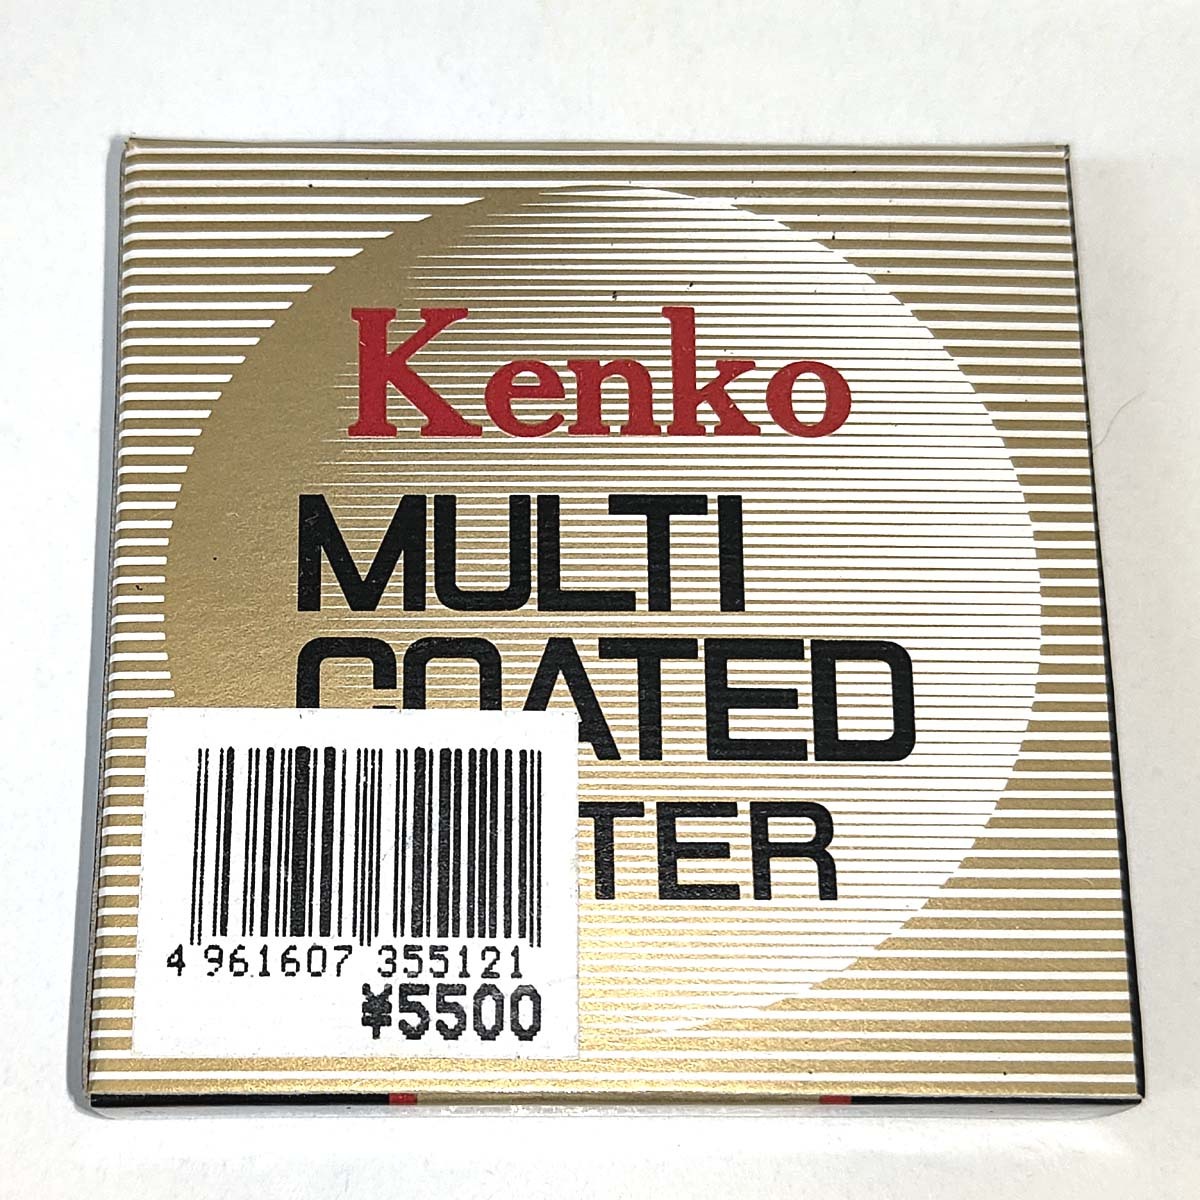 Kenko
MULTI
COATED
TER
4 961607 355121
¥5500